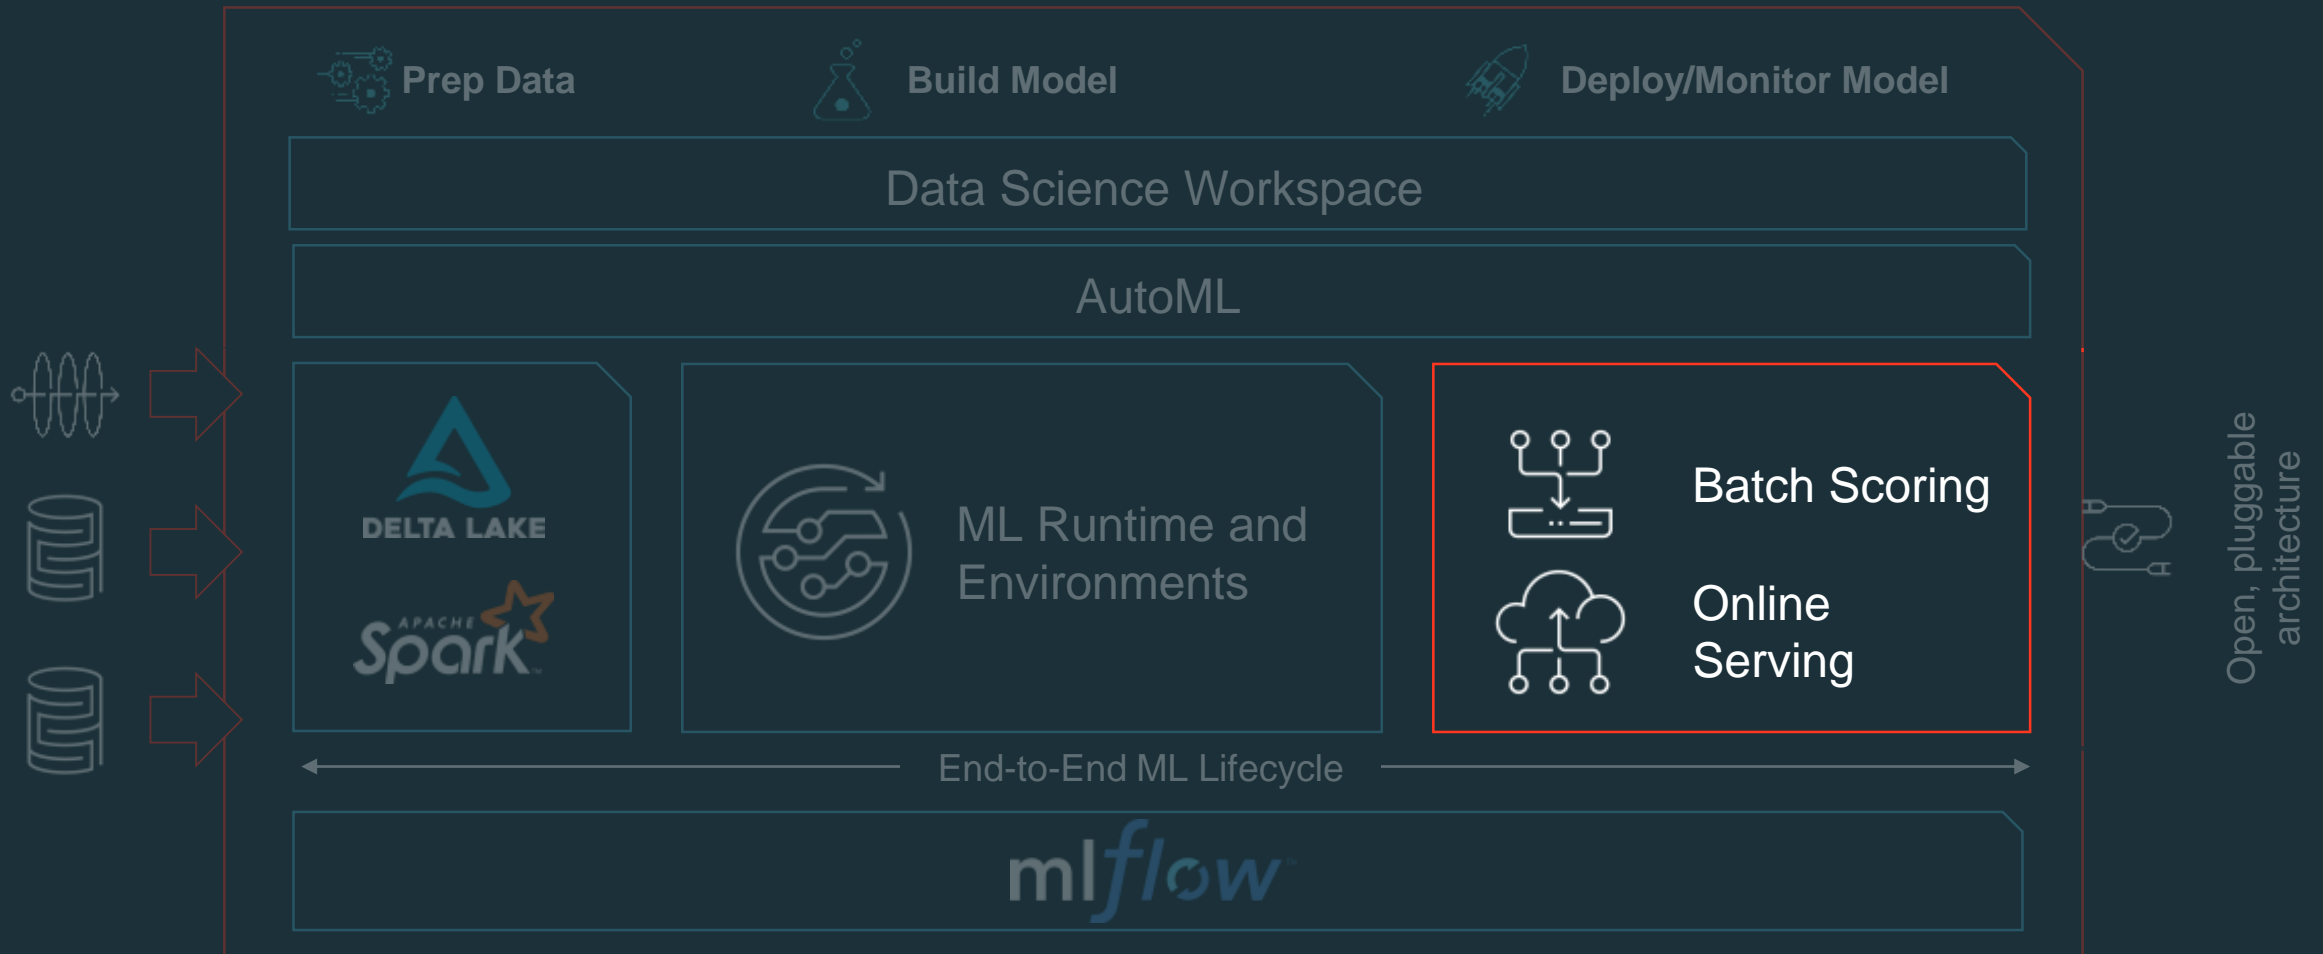 Prep Data
Build Model
Deploy/Monitor Model
Data Science Workspace
AutoML
DELTA LAKE
APACHE
Spark
ML Runtime and
Environments
Batch Scoring
Online
Serving
Open, pluggable
architecture
End-to-End ML Lifecycle
mlflow